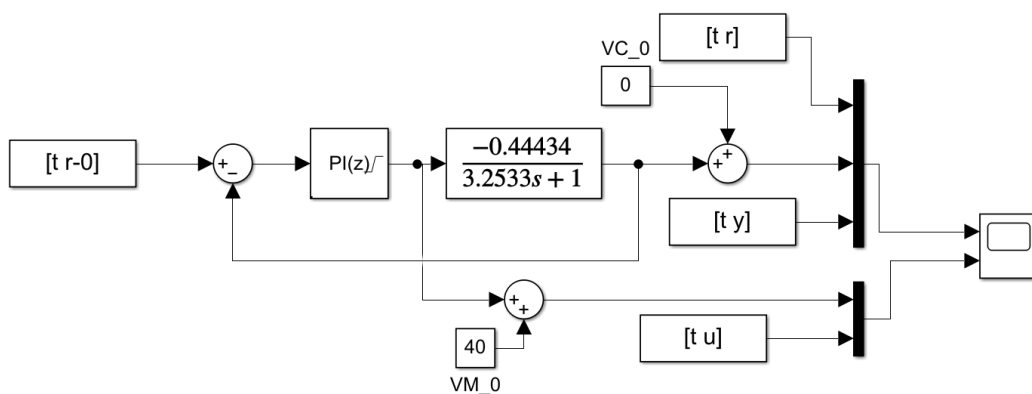 [t r]
VC_0
0
[t r-0]
+
−
PI(z)
−0.44434
3.2533s + 1
+
+
[t y]
+
+
[t u]
40
VM_0